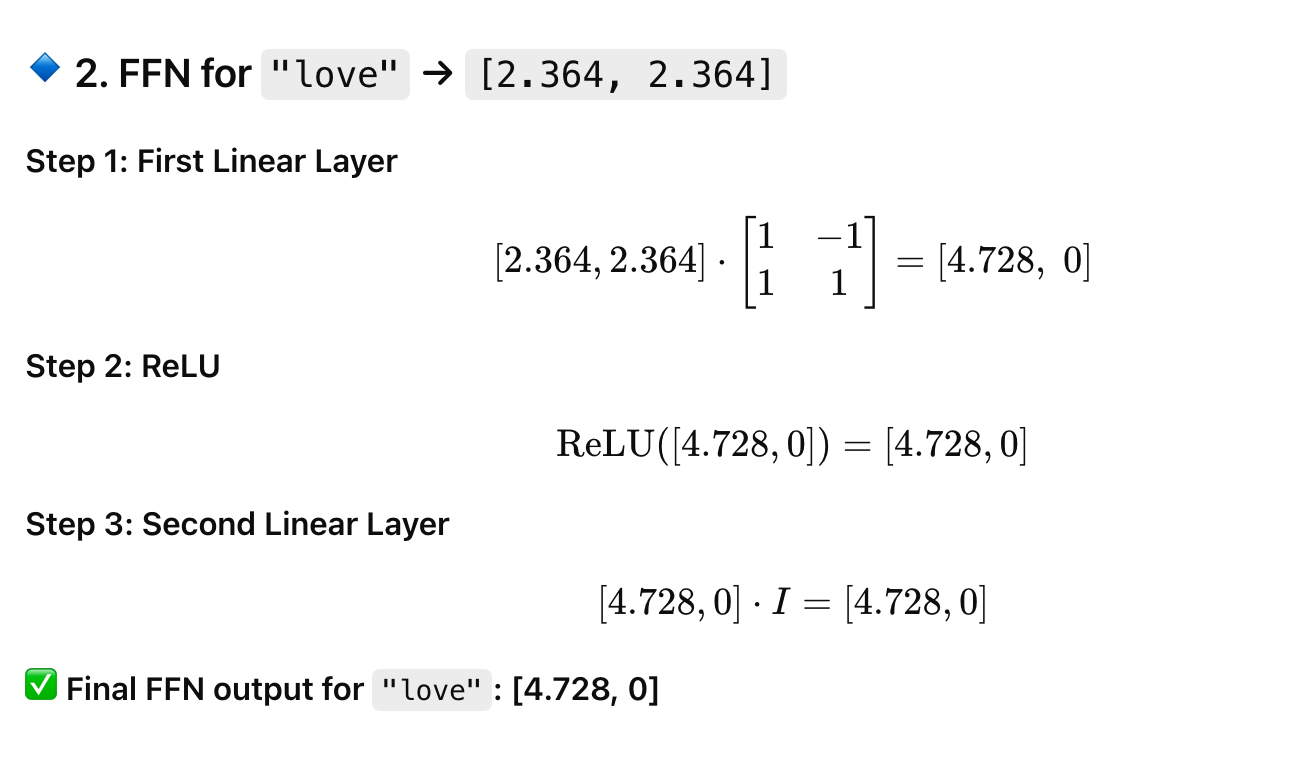 🔷 2. FFN for "love" → [2.364, 2.364]
Step 1: First Linear Layer
[2.364, 2.364] · [1 −1; 1 1] = [4.728, 0]
Step 2: ReLU
ReLU([4.728, 0]) = [4.728, 0]
Step 3: Second Linear Layer
[4.728, 0] · I = [4.728, 0]
✅ Final FFN output for "love": [4.728, 0]